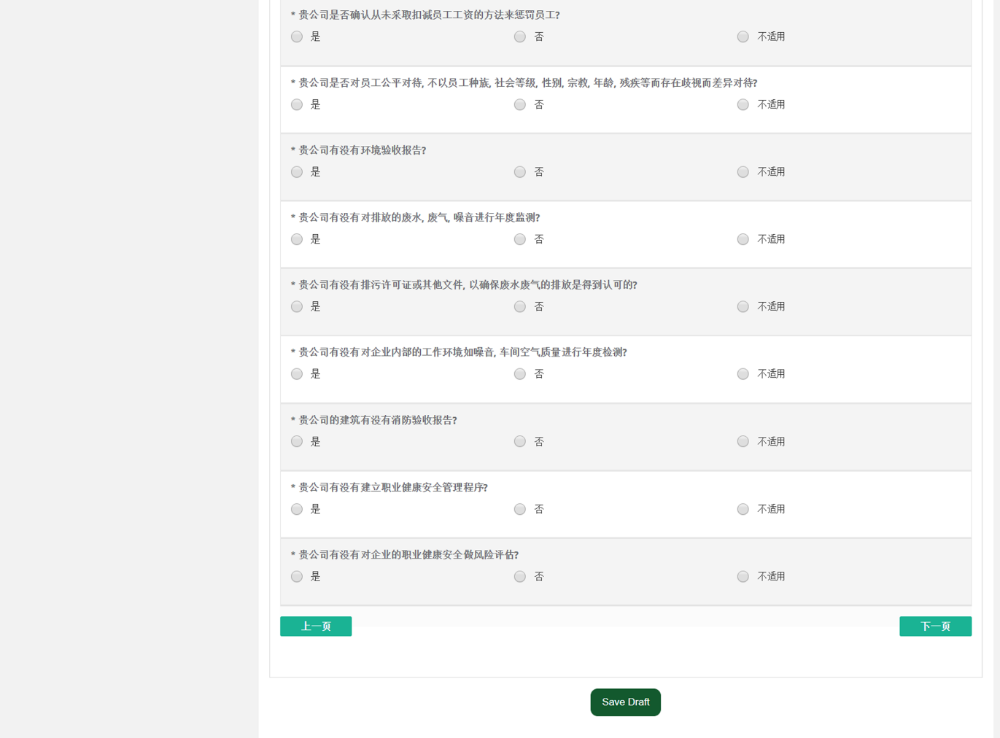 * 贵公司是否确认从未采取扣减员工工资的方法来惩罚员工?
是 否 不适用
* 贵公司是否对员工公平对待, 不以员工种族, 社会等级, 性别, 宗教, 年龄, 残疾等而存在歧视而差异对待?
是 否 不适用
* 贵公司有没有环境验收报告?
是 否 不适用
* 贵公司有没有对排放的废水, 废气, 噪音进行年度监测?
是 否 不适用
* 贵公司有没有排污许可证或其他文件, 以确保废水废气的排放是得到认可的?
是 否 不适用
* 贵公司有没有对企业内部的工作环境如噪音, 车间空气质量进行年度检测?
是 否 不适用
* 贵公司的建筑有没有消防验收报告?
是 否 不适用
* 贵公司有没有建立职业健康安全管理程序?
是 否 不适用
* 贵公司有没有对企业的职业健康安全做风险评估?
是 否 不适用
上一页 下一页
Save Draft